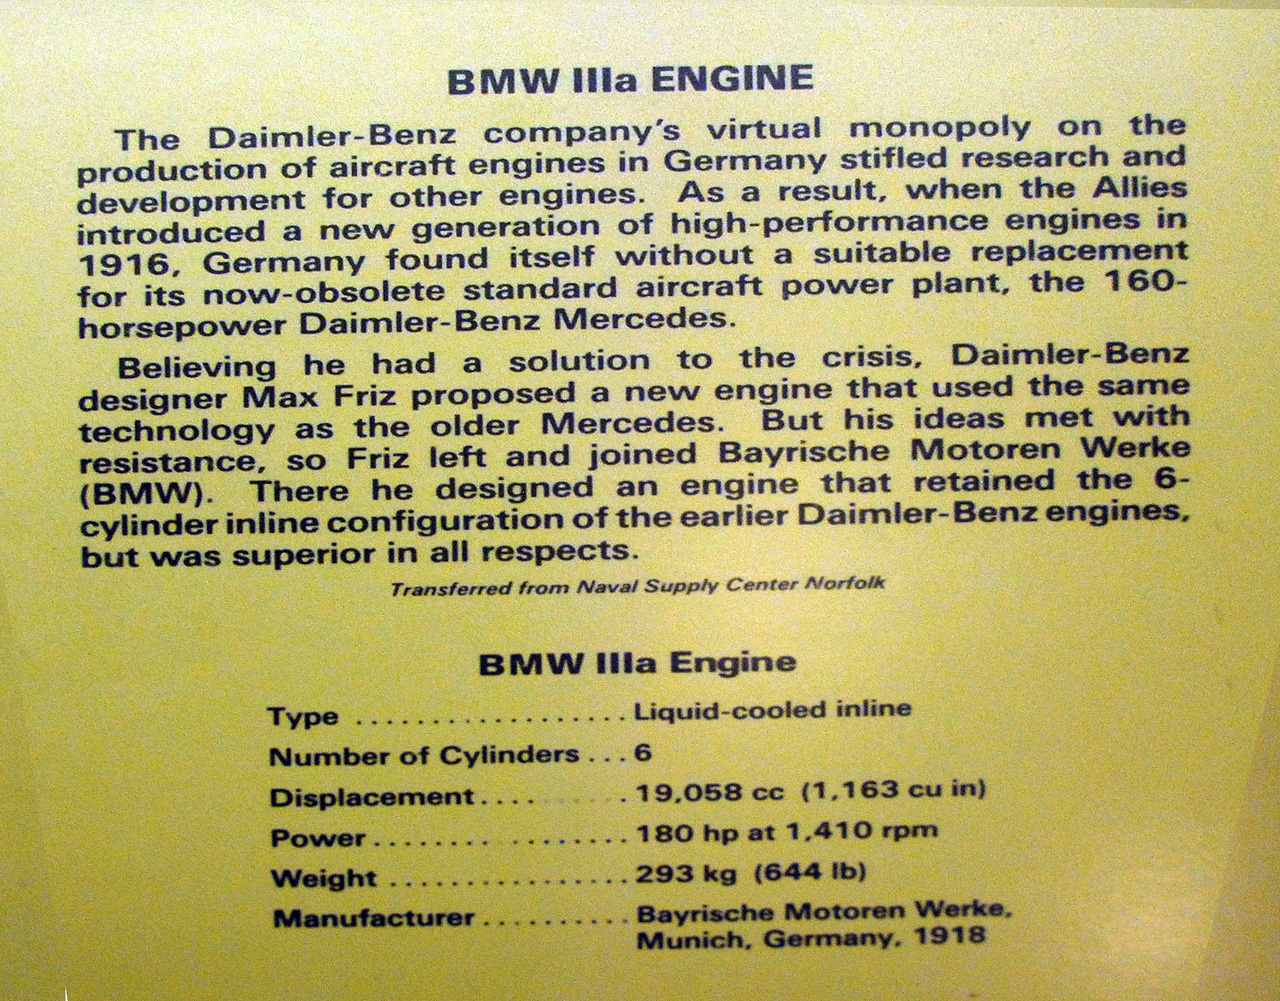 BMW IIIa ENGINE
The Daimler-Benz company's virtual monopoly on the
production of aircraft engines in Germany stifled research and
development for other engines. As a result, when the Allies
introduced a new generation of high-performance engines in
1916, Germany found itself without a suitable replacement
for its now-obsolete standard aircraft power plant, the 160-
horsepower Daimler-Benz Mercedes.
Believing he had a solution to the crisis, Daimler-Benz
designer Max Friz proposed a new engine that used the same
technology as the older Mercedes. But his ideas met with
resistance, so Friz left and joined Bayrische Motoren Werke
(BMW). There he designed an engine that retained the 6-
cylinder inline configuration of the earlier Daimler-Benz engines,
but was superior in all respects.
Transferred from Naval Supply Center Norfolk
BMW IIIa Engine
Type .................. Liquid-cooled inline
Number of Cylinders ... 6
Displacement.......... 19,058 cc (1,163 cu in)
Power................. 180 hp at 1,410 rpm
Weight ................ 293 kg (644 lb)
Manufacturer .......... Bayrische Motoren Werke,
Munich, Germany, 1918